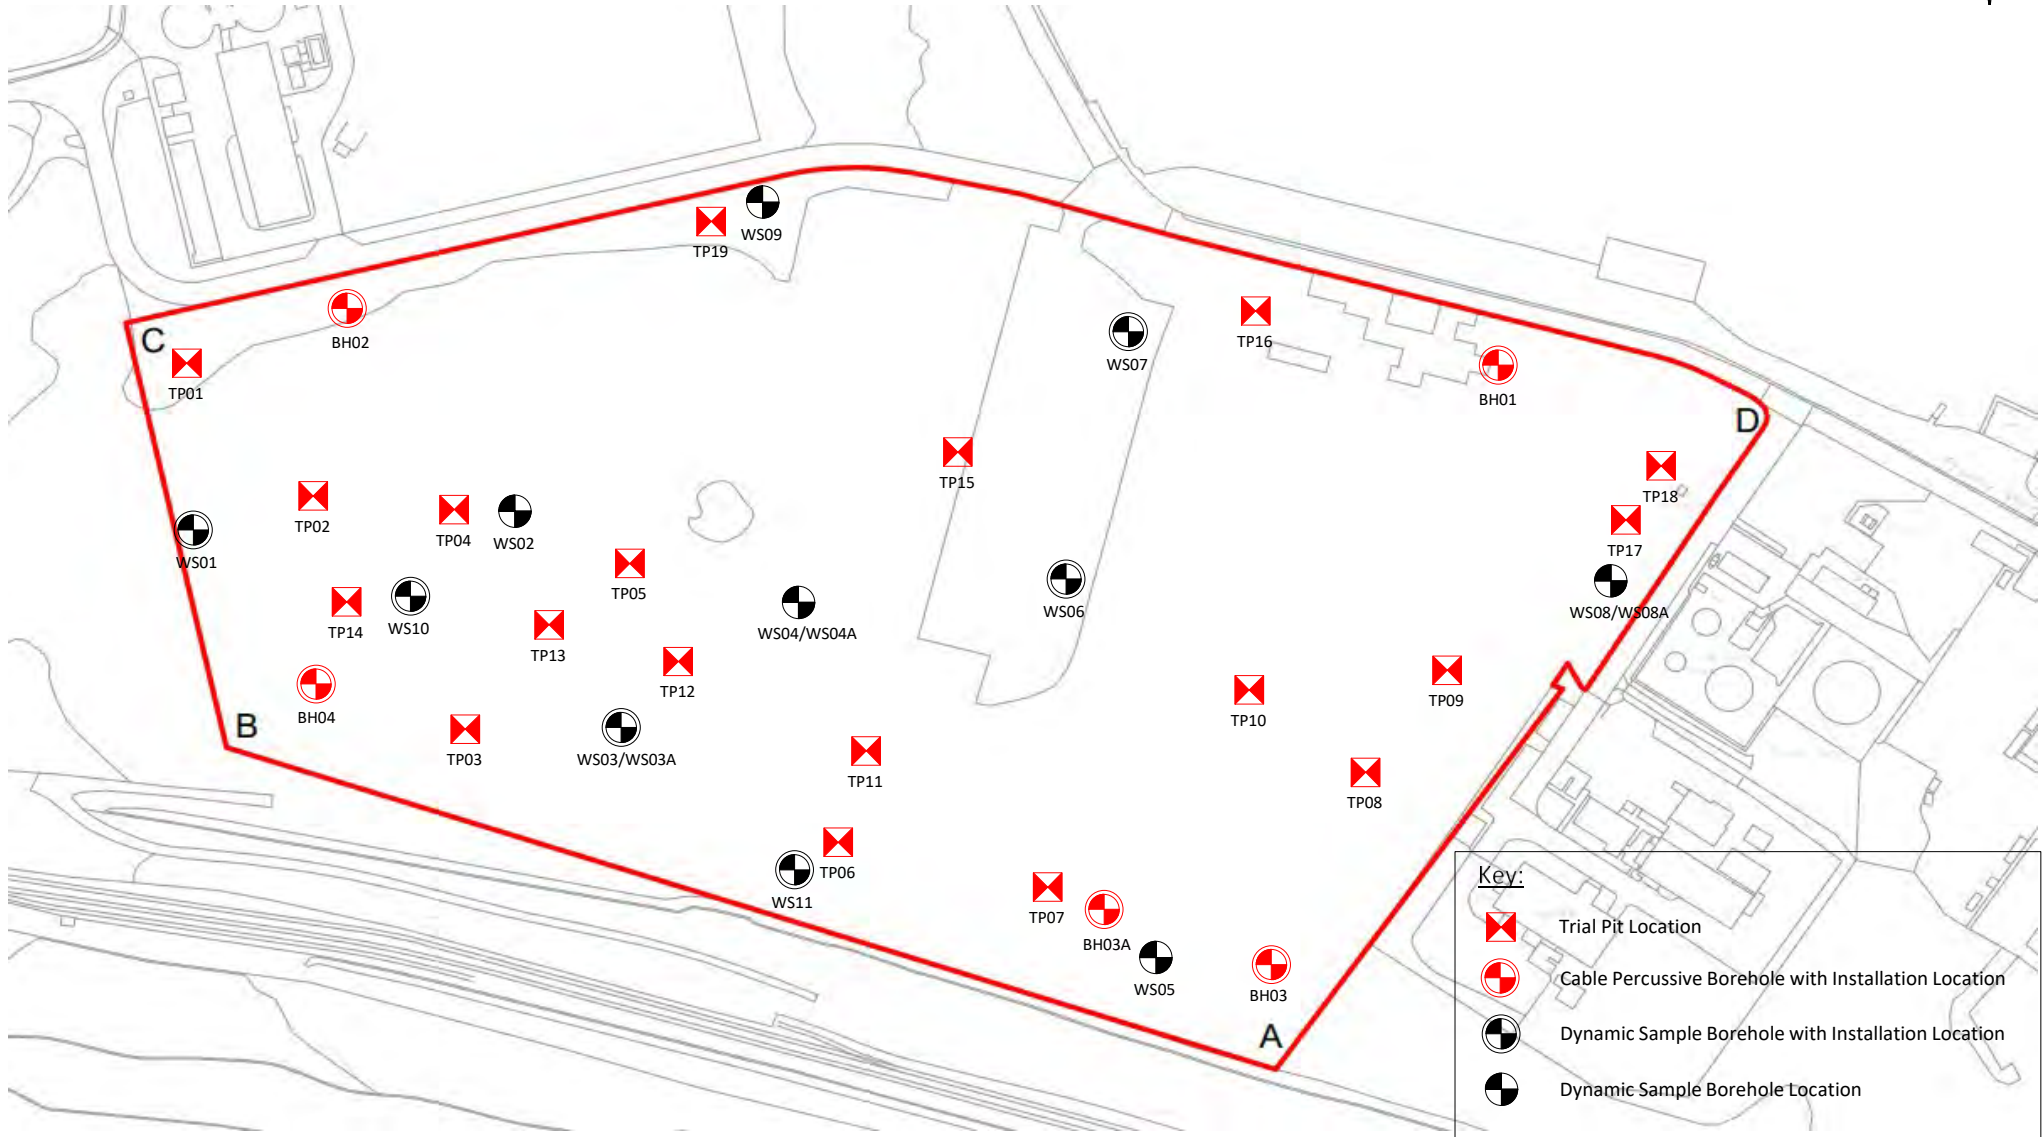 WS09
TP19
C
BH02
TP01
WS07
TP16
BH01
D
TP15
TP18
TP02
TP04
WS02
TP17
WS01
TP05
WS06
WS08/WS08A
TP14
WS10
TP13
WS04/WS04A
TP12
TP10
TP09
BH04
B
TP03
WS03/WS03A
TP11
TP08
TP06
WS11
TP07
BH03A
WS05
BH03
A
Key:
Trial Pit Location
Cable Percussive Borehole with Installation Location
Dynamic Sample Borehole with Installation Location
Dynamic Sample Borehole Location